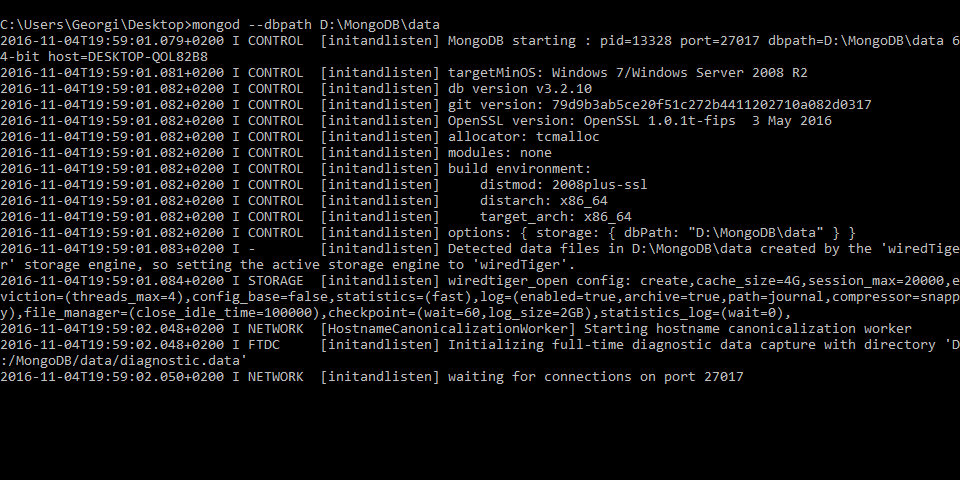 C:\Users\Georgi\Desktop>mongod --dbpath D:\MongoDB\data
2016-11-04T19:59:01.079+0200 I CONTROL  [initandlisten] MongoDB starting : pid=13328 port=27017 dbpath=D:\MongoDB\data 6
4-bit host=DESKTOP-QOL82B8
2016-11-04T19:59:01.081+0200 I CONTROL  [initandlisten] targetMinOS: Windows 7/Windows Server 2008 R2
2016-11-04T19:59:01.082+0200 I CONTROL  [initandlisten] db version v3.2.10
2016-11-04T19:59:01.082+0200 I CONTROL  [initandlisten] git version: 79d9b3ab5ce20f51c272b4411202710a082d0317
2016-11-04T19:59:01.082+0200 I CONTROL  [initandlisten] OpenSSL version: OpenSSL 1.0.1t-fips  3 May 2016
2016-11-04T19:59:01.082+0200 I CONTROL  [initandlisten] allocator: tcmalloc
2016-11-04T19:59:01.082+0200 I CONTROL  [initandlisten] modules: none
2016-11-04T19:59:01.082+0200 I CONTROL  [initandlisten] build environment:
2016-11-04T19:59:01.082+0200 I CONTROL  [initandlisten]     distmod: 2008plus-ssl
2016-11-04T19:59:01.082+0200 I CONTROL  [initandlisten]     distarch: x86_64
2016-11-04T19:59:01.082+0200 I CONTROL  [initandlisten]     target_arch: x86_64
2016-11-04T19:59:01.082+0200 I CONTROL  [initandlisten] options: { storage: { dbPath: "D:\MongoDB\data" } }
2016-11-04T19:59:01.083+0200 I -        [initandlisten] Detected data files in D:\MongoDB\data created by the 'wiredTige
r' storage engine, so setting the active storage engine to 'wiredTiger'.
2016-11-04T19:59:01.084+0200 I STORAGE  [initandlisten] wiredtiger_open config: create,cache_size=4G,session_max=20000,e
viction=(threads_max=4),config_base=false,statistics=(fast),log=(enabled=true,archive=true,path=journal,compressor=snapp
y),file_manager=(close_idle_time=100000),checkpoint=(wait=60,log_size=2GB),statistics_log=(wait=0),
2016-11-04T19:59:02.048+0200 I NETWORK  [HostnameCanonicalizationWorker] Starting hostname canonicalization worker
2016-11-04T19:59:02.048+0200 I FTDC     [initandlisten] Initializing full-time diagnostic data capture with directory 'D
:/MongoDB/data/diagnostic.data'
2016-11-04T19:59:02.050+0200 I NETWORK  [initandlisten] waiting for connections on port 27017